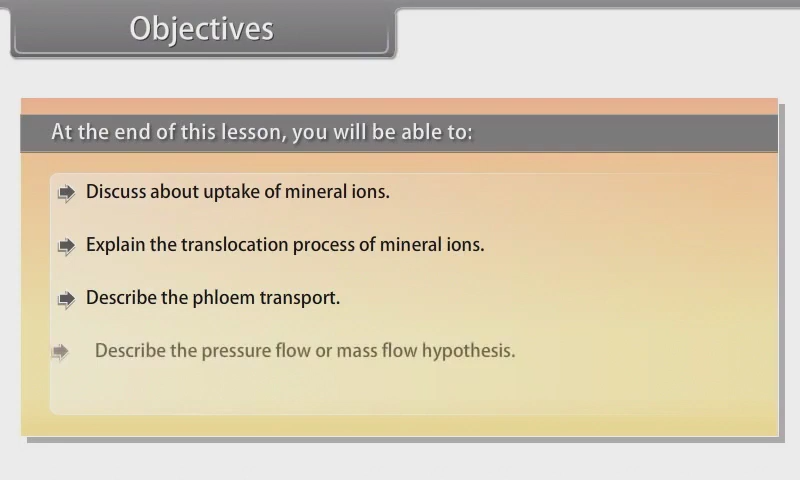 Objectives
At the end of this lesson, you will be able to:
Discuss about uptake of mineral ions.
Explain the translocation process of mineral ions.
Describe the phloem transport.
Describe the pressure flow or mass flow hypothesis.